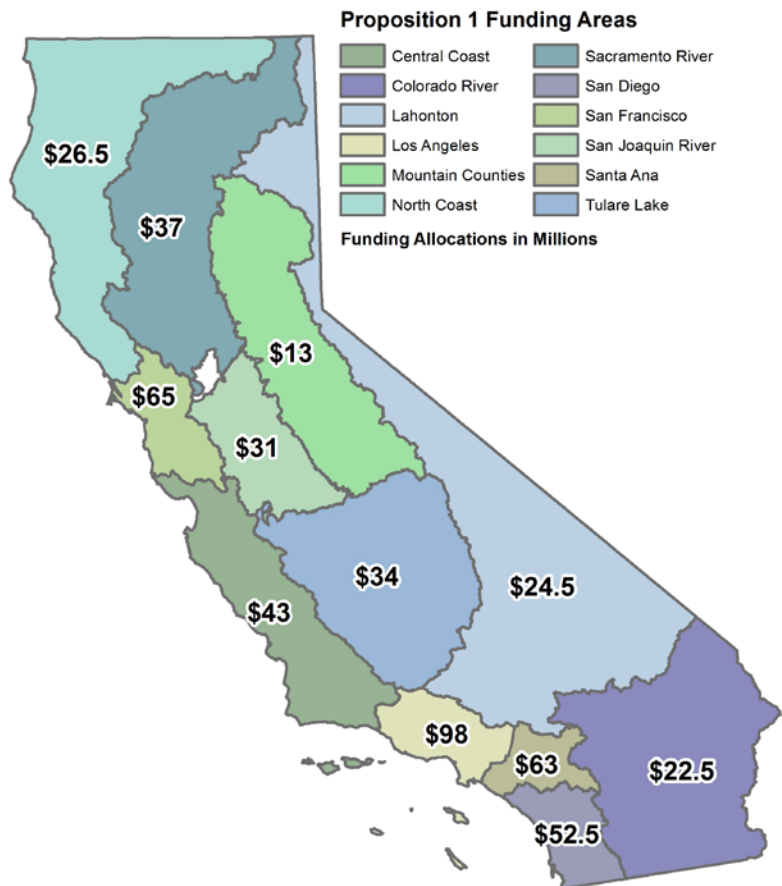 Proposition 1 Funding Areas
Central Coast
Sacramento River
Colorado River
San Diego
Lahonton
San Francisco
Los Angeles
San Joaquin River
Mountain Counties
Santa Ana
North Coast
Tulare Lake
Funding Allocations in Millions
$26.5
$37
$13
$65
$31
$34
$24.5
$43
$98
$63
$22.5
$52.5